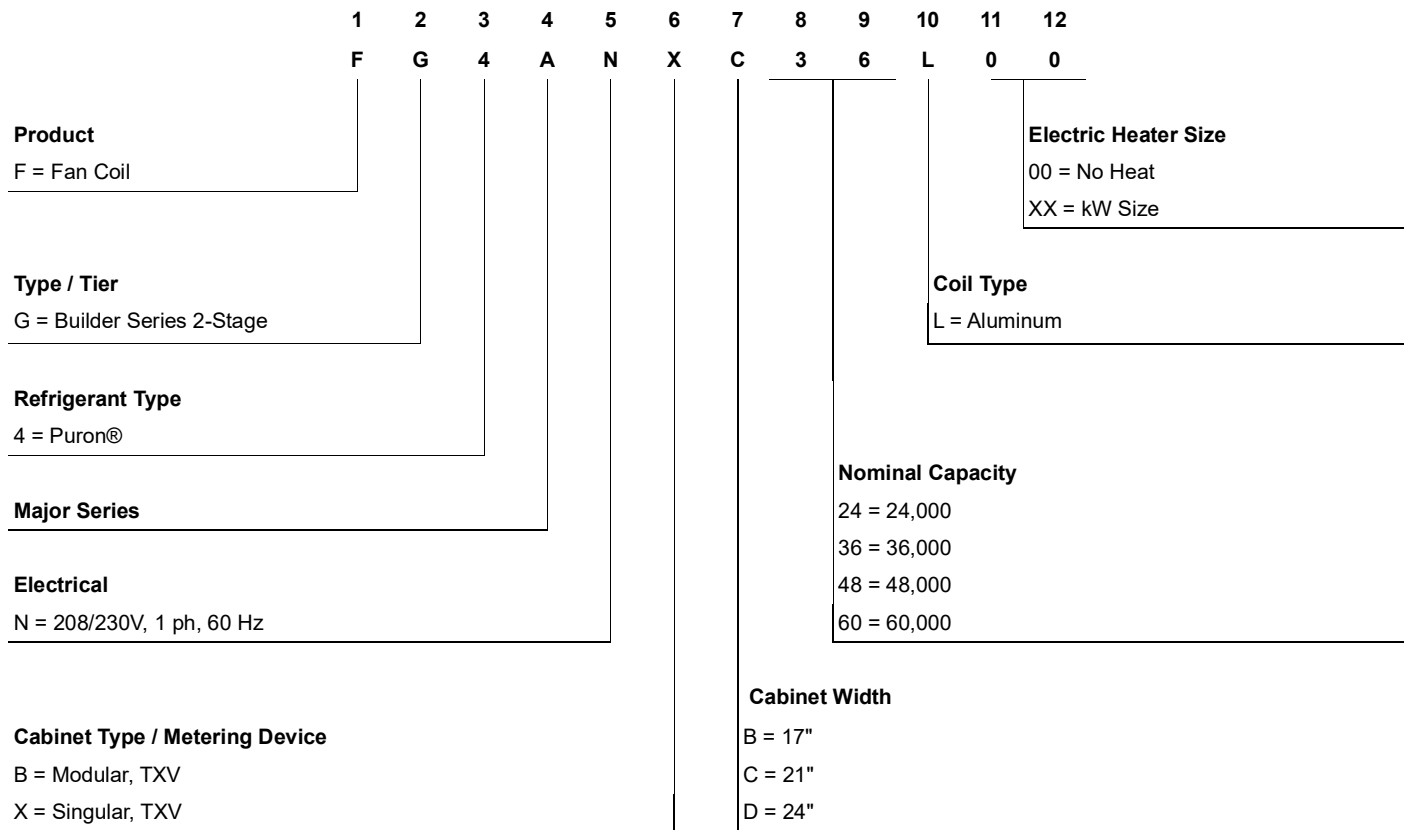 1 2 3 4 5 6 7 8 9 10 11 12
F G 4 A N X C 3 6 L 0 0
Product
F = Fan Coil
Electric Heater Size
00 = No Heat
XX = kW Size
Type / Tier
G = Builder Series 2-Stage
Coil Type
L = Aluminum
Refrigerant Type
4 = Puron®
Major Series
Nominal Capacity
24 = 24,000
36 = 36,000
48 = 48,000
60 = 60,000
Electrical
N = 208/230V, 1 ph, 60 Hz
Cabinet Type / Metering Device
B = Modular, TXV
X = Singular, TXV
Cabinet Width
B = 17"
C = 21"
D = 24"